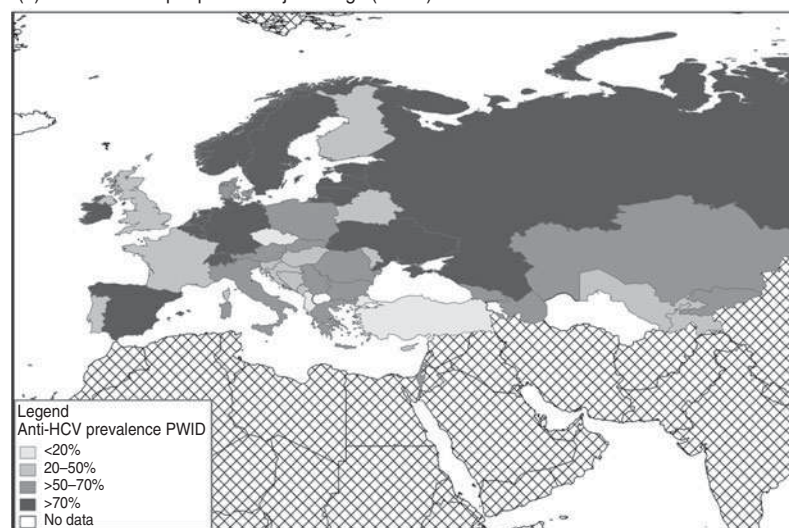 Legend
Anti-HCV prevalence PWID
<20%
20–50%
>50–70%
>70%
No data